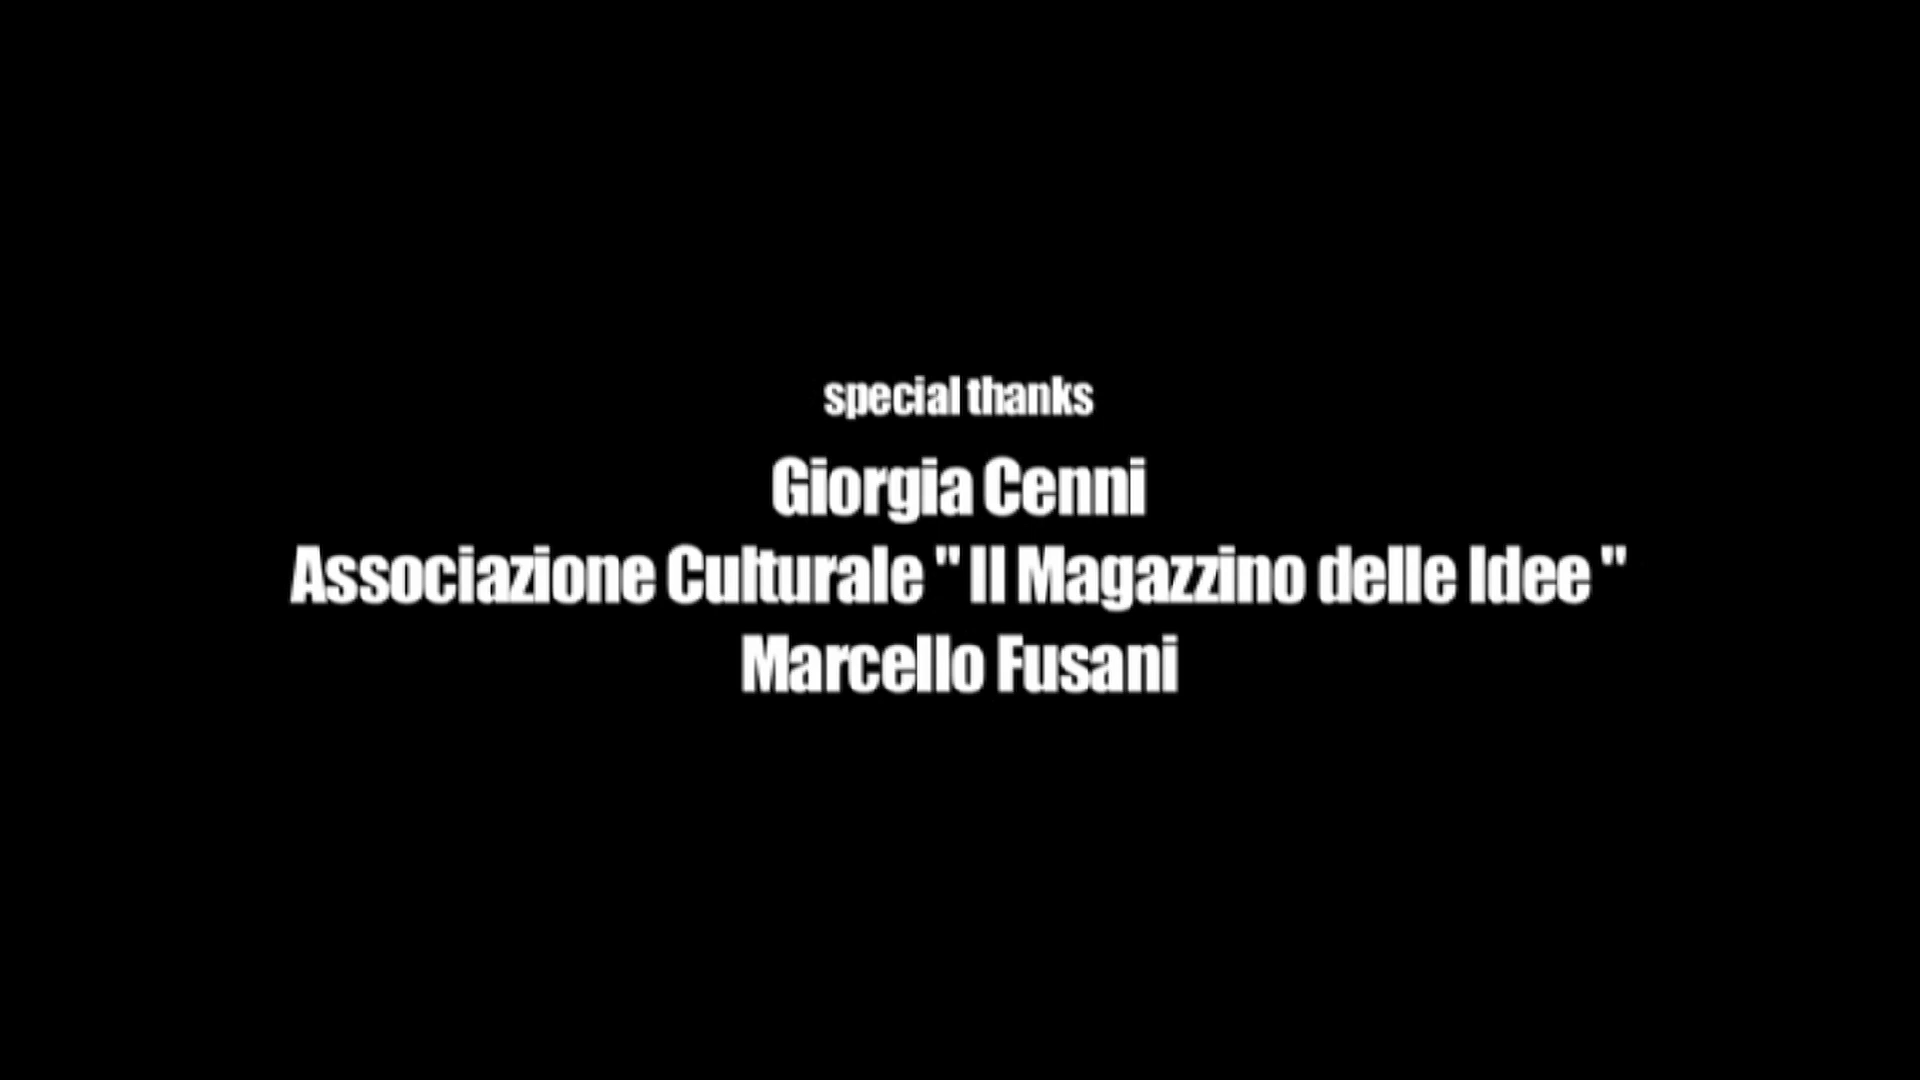 special thanks
Giorgia Cenni
Associazione Culturale " Il Magazzino delle Idee "
Marcello Fusani